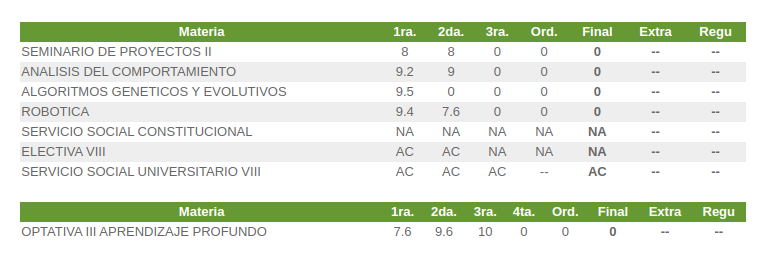 Materia 1ra. 2da. 3ra. Ord. Final Extra Regu
SEMINARIO DE PROYECTOS II 8 8 0 0 0 -- --
ANALISIS DEL COMPORTAMIENTO 9.2 9 0 0 0 -- --
ALGORITMOS GENETICOS Y EVOLUTIVOS 9.5 0 0 0 0 -- --
ROBOTICA 9.4 7.6 0 0 0 -- --
SERVICIO SOCIAL CONSTITUCIONAL NA NA NA NA NA -- --
ELECTIVA VIII AC AC NA NA NA -- --
SERVICIO SOCIAL UNIVERSITARIO VIII AC AC AC -- AC -- --
Materia 1ra. 2da. 3ra. 4ta. Ord. Final Extra Regu
OPTATIVA III APRENDIZAJE PROFUNDO 7.6 9.6 10 0 0 0 -- --